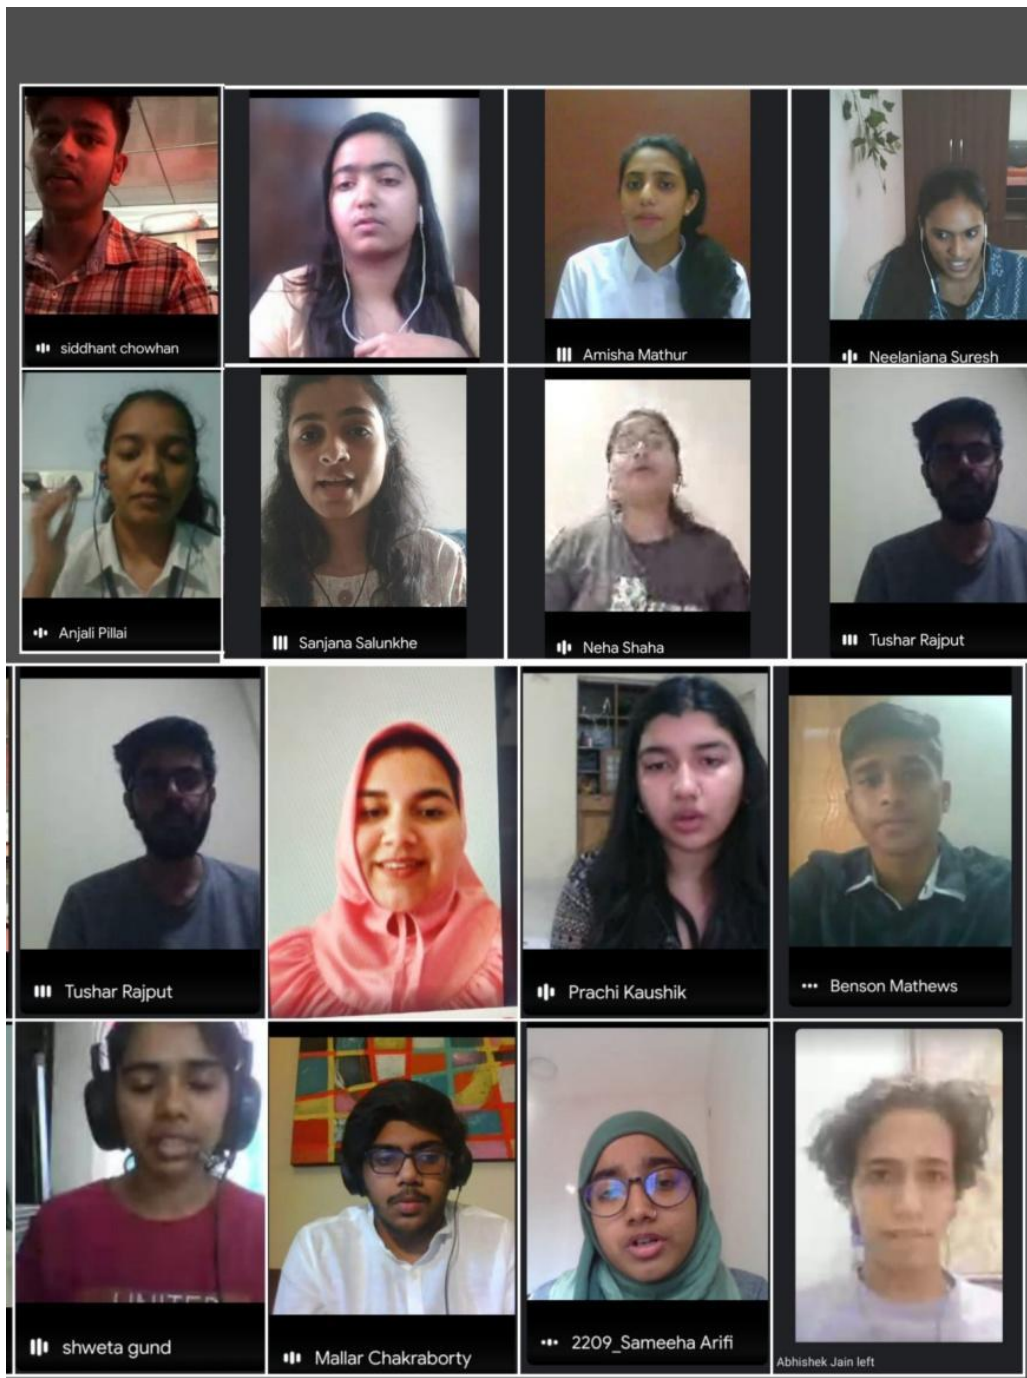 siddhant chowhan
Amisha Mathur
Neelanjana Suresh
Anjali Pillai
Sanjana Salunkhe
Neha Shaha
Tushar Rajput
Tushar Rajput
Prachi Kaushik
Benson Mathews
UNITED
shweta gund
Mallar Chakraborty
2209_Sameeha Arifi
Abhishek Jain left